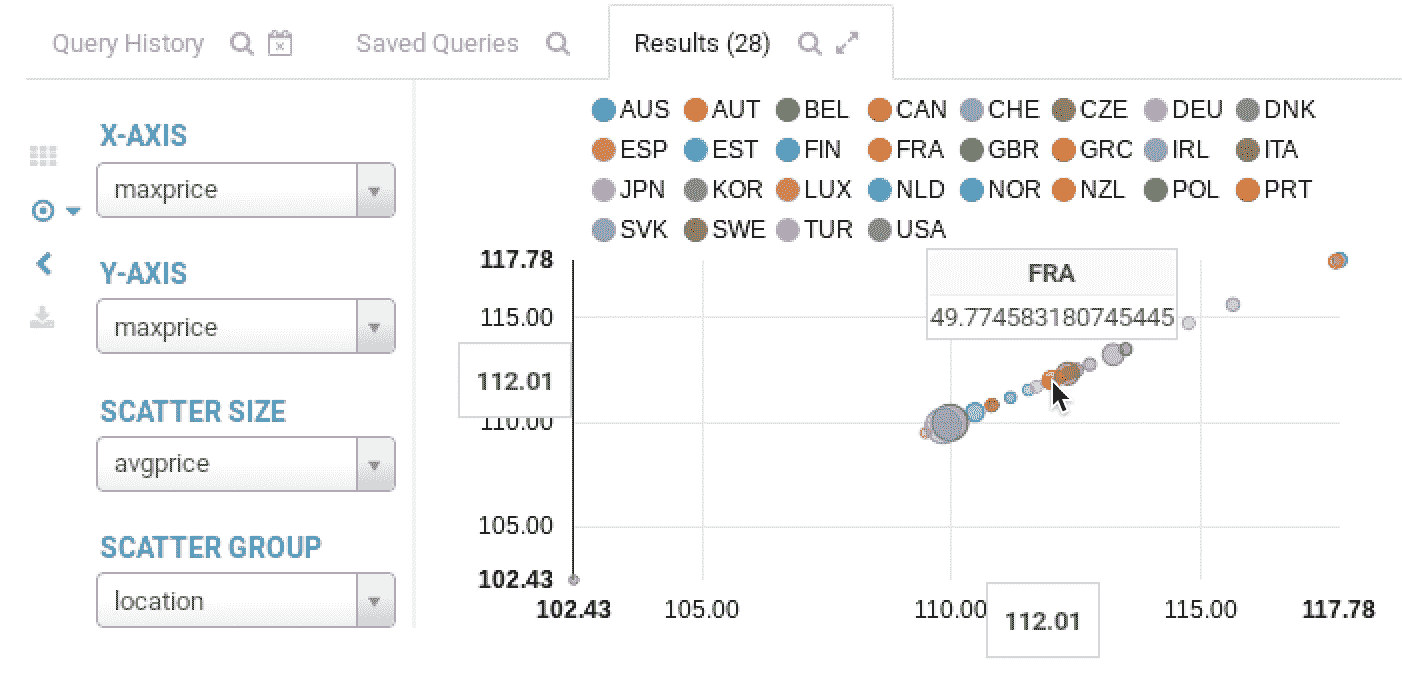 Query History Saved Queries Results (28)
X-AXIS
maxprice
Y-AXIS
maxprice
SCATTER SIZE
avgprice
SCATTER GROUP
location
AUS AUT BEL CAN CHE CZE DEU DNK
ESP EST FIN FRA GBR GRC IRL ITA
JPN KOR LUX NLD NOR NZL POL PRT
SVK SWE TUR USA
117.78
115.00
112.01
110.00
105.00
102.43
FRA
49.774583180745445
102.43 105.00 110.00 112.01 115.00 117.78